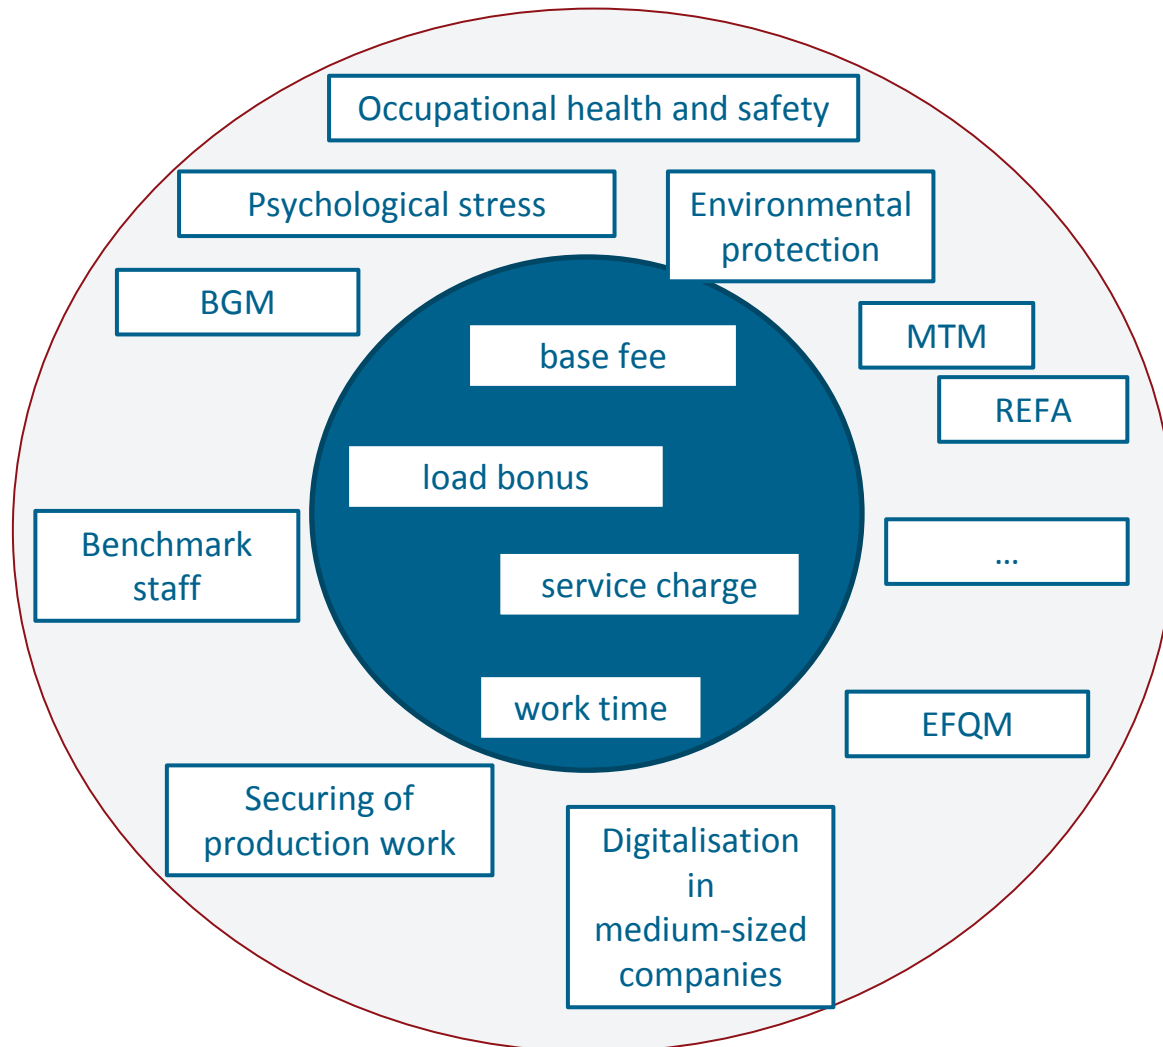 Occupational health and safety
Psychological stress
Environmental
protection
BGM
MTM
base fee
REFA
load bonus
Benchmark
staff
...
service charge
work time
EFQM
Securing of
production work
Digitalisation
in
medium-sized
companies